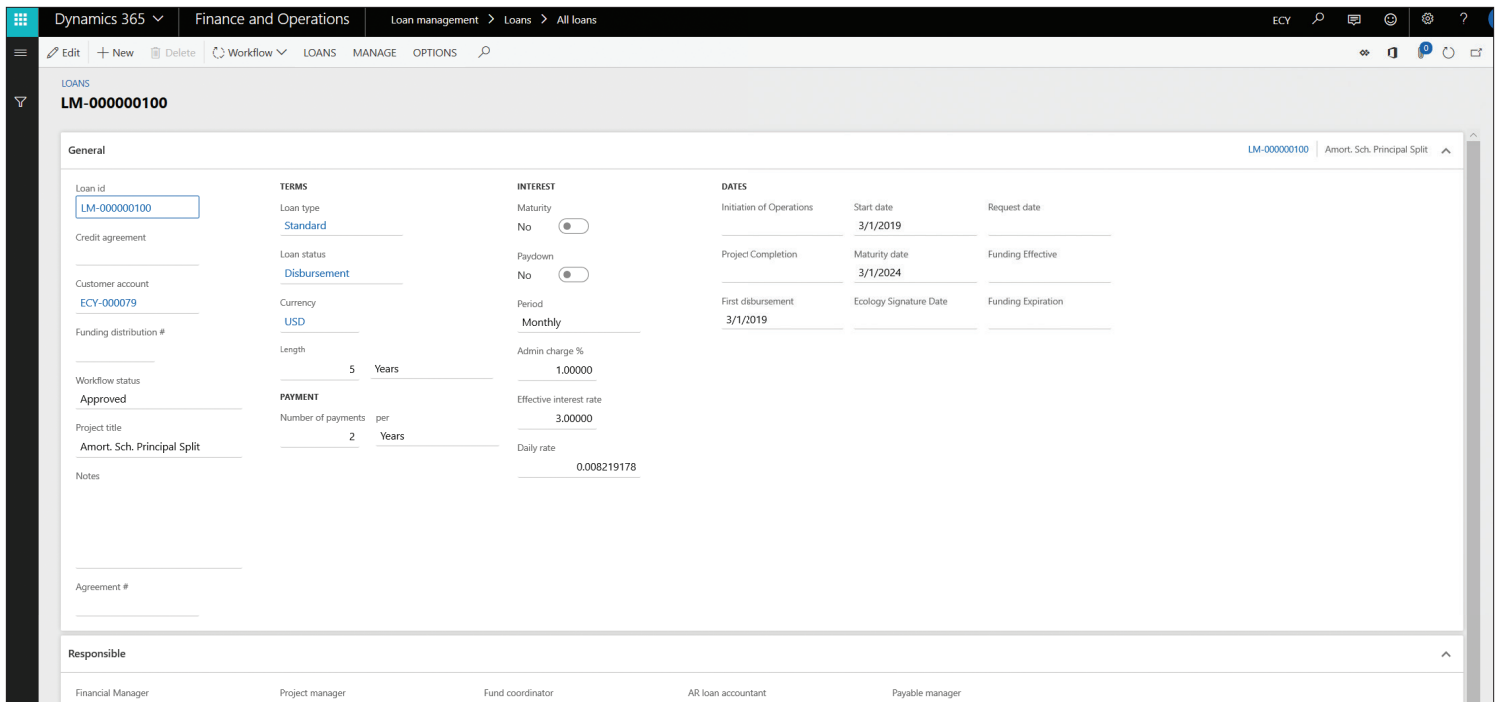 Dynamics 365 Finance and Operations Loan management > Loans > All loans ECY ?
Edit + New Delete Workflow LOANS MANAGE OPTIONS 0
LOANS
LM-000000100
General LM-000000100 Amort. Sch. Principal Split
Loan id
LM-000000100
Credit agreement
Customer account
ECY-000079
Funding distribution #
Workflow status
Approved
Project title
Amort. Sch. Principal Split
Notes
Agreement #
TERMS
Loan type
Standard
Loan status
Disbursement
Currency
USD
Length
5 Years
PAYMENT
Number of payments per
2 Years
INTEREST
Maturity
No
Paydown
No
Period
Monthly
Admin charge %
1.00000
Effective interest rate
3.00000
Daily rate
0.008219178
DATES
Initiation of Operations Start date Request date
3/1/2019
Project Completion Maturity date Funding Effective
3/1/2024
First disbursement Ecology Signature Date Funding Expiration
3/1/2019
Responsible
Financial Manager Project manager Fund coordinator AR loan accountant Payable manager